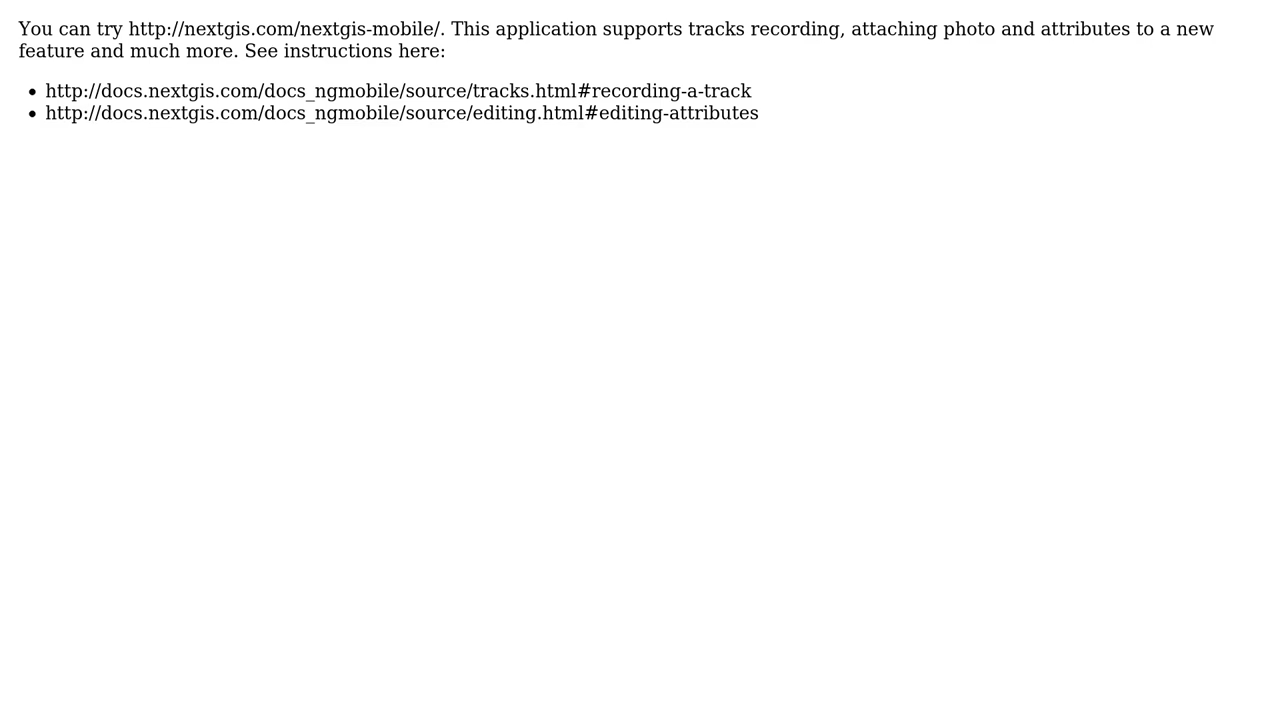 You can try http://nextgis.com/nextgis-mobile/. This application supports tracks recording, attaching photo and attributes to a new
feature and much more. See instructions here:
• http://docs.nextgis.com/docs_ngmobile/source/tracks.html#recording-a-track
• http://docs.nextgis.com/docs_ngmobile/source/editing.html#editing-attributes